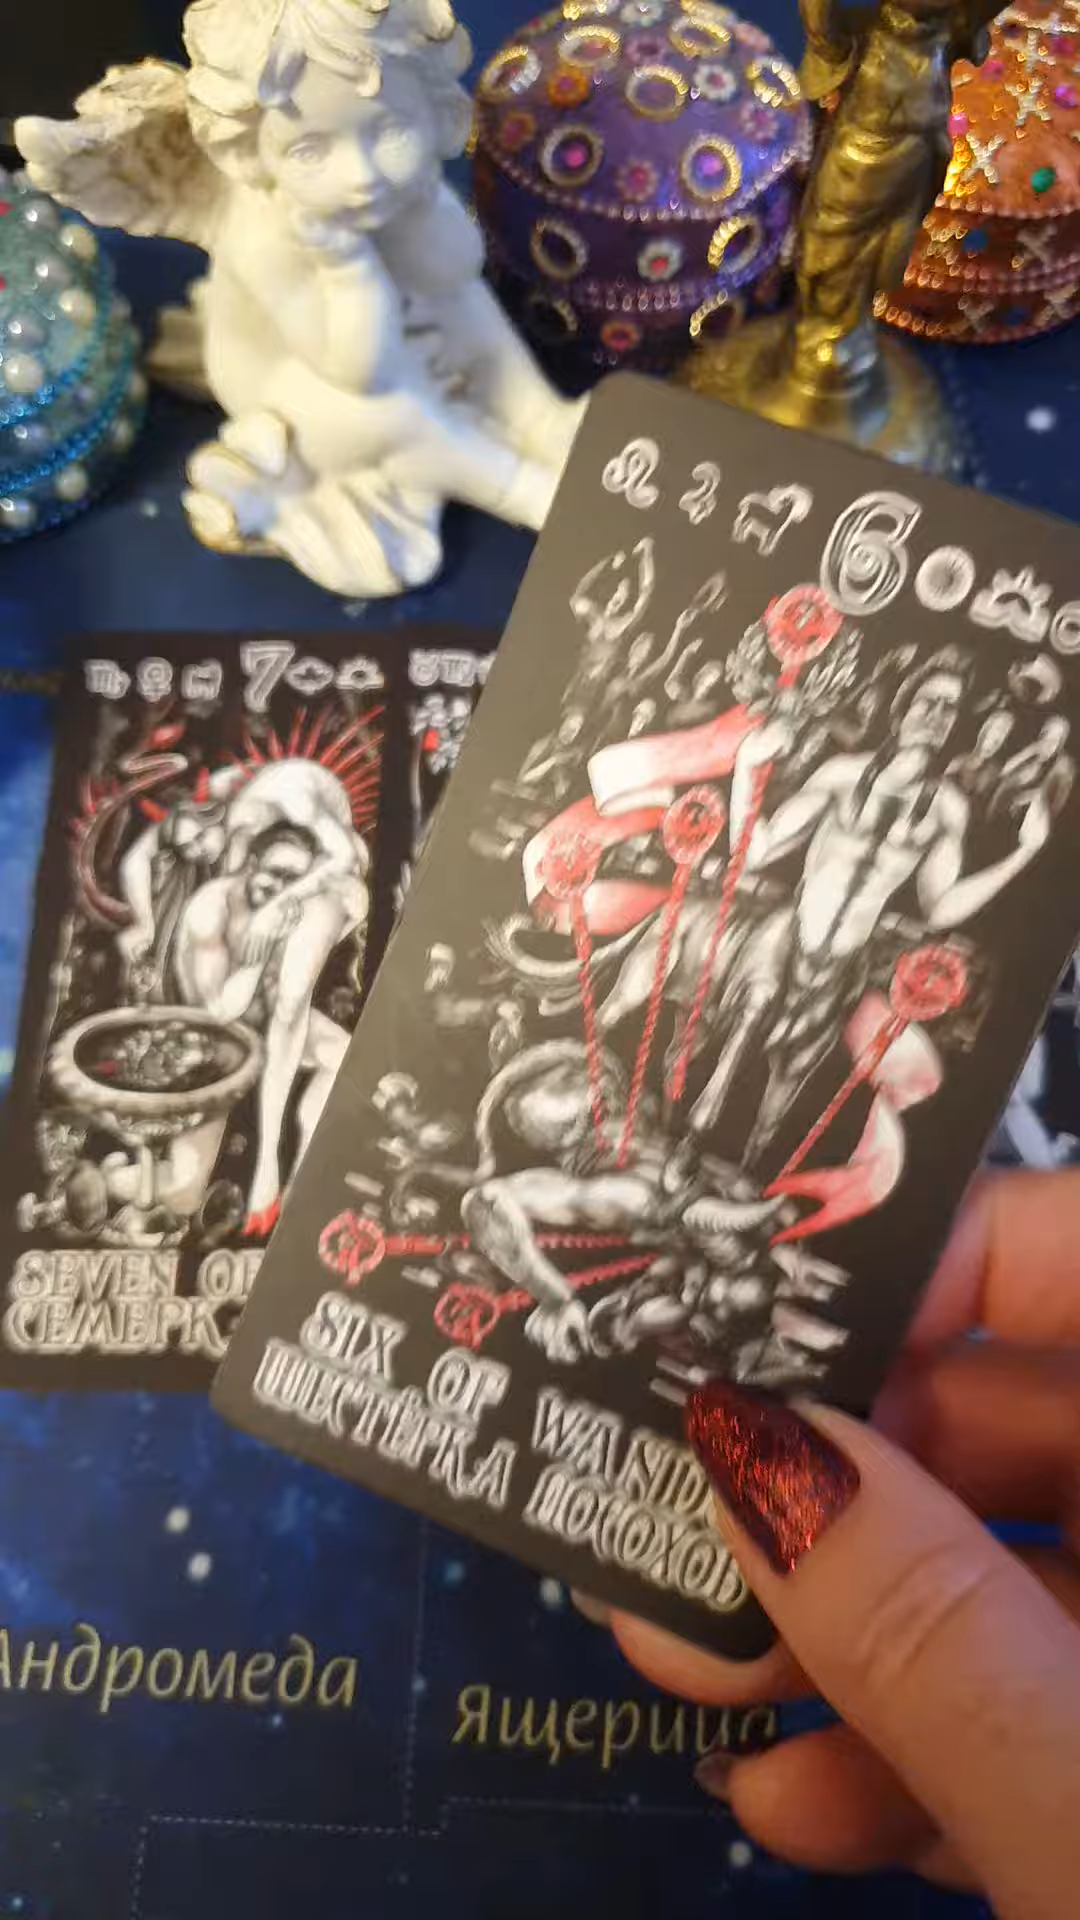 7
6
SEVEN OF
СЕМЕРК
SIX OF WAND
ШЕСТЁРКА ПОСОХОВ
Андромеда
Ящерица